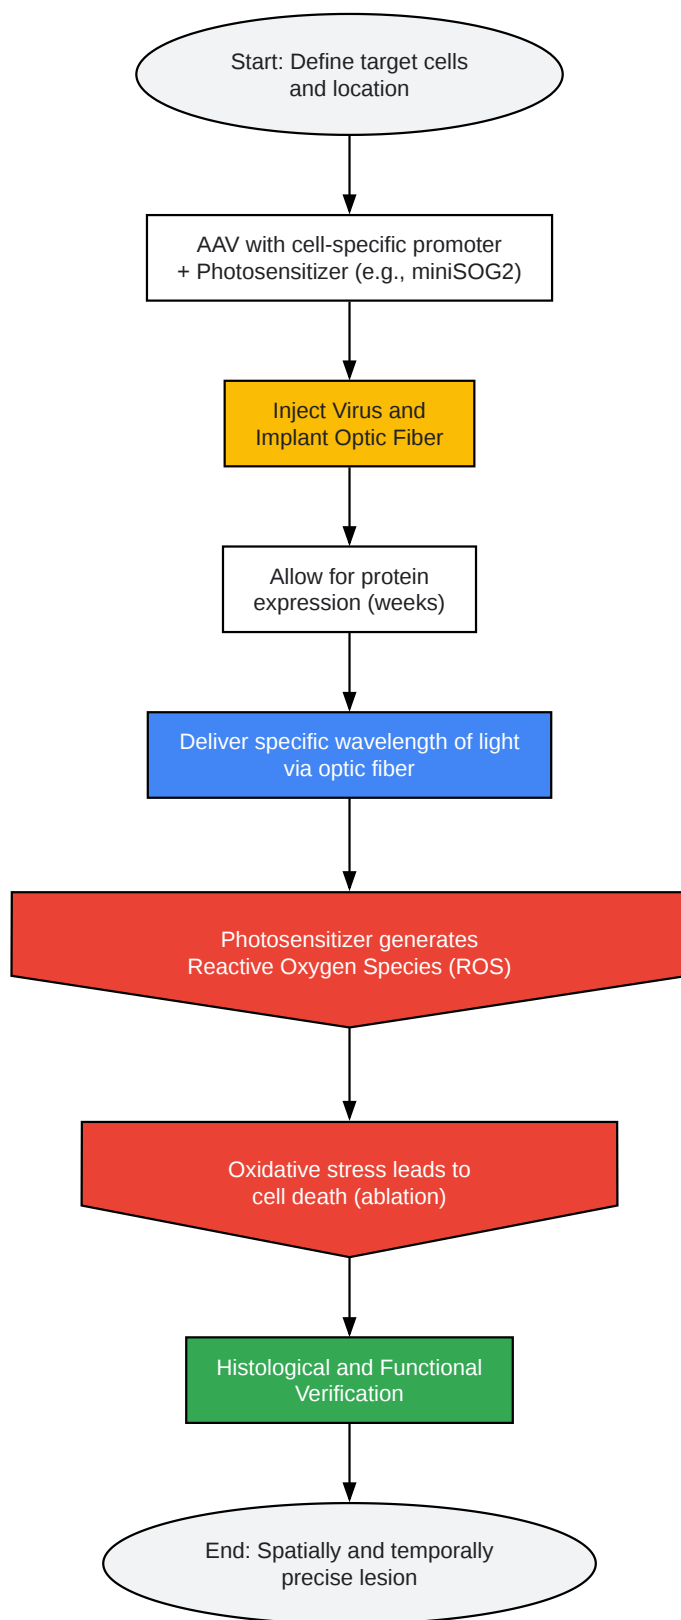 Start: Define target cells
and location
AAV with cell-specific promoter
+ Photosensitizer (e.g., miniSOG2)
Inject Virus and
Implant Optic Fiber
Allow for protein
expression (weeks)
Deliver specific wavelength of light
via optic fiber
Photosensitizer generates
Reactive Oxygen Species (ROS)
Oxidative stress leads to
cell death (ablation)
Histological and Functional
Verification
End: Spatially and temporally
precise lesion